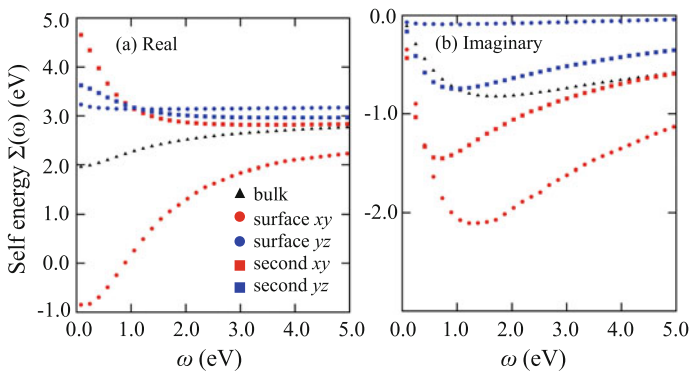 Self energy Σ(ω) (eV)
5.0
4.0
3.0
2.0
1.0
0.0
-1.0
(a) Real
bulk
surface xy
surface yz
second xy
second yz
0.0 1.0 2.0 3.0 4.0 5.0
ω (eV)
0.0
-1.0
-2.0
(b) Imaginary
0.0 1.0 2.0 3.0 4.0 5.0
ω (eV)